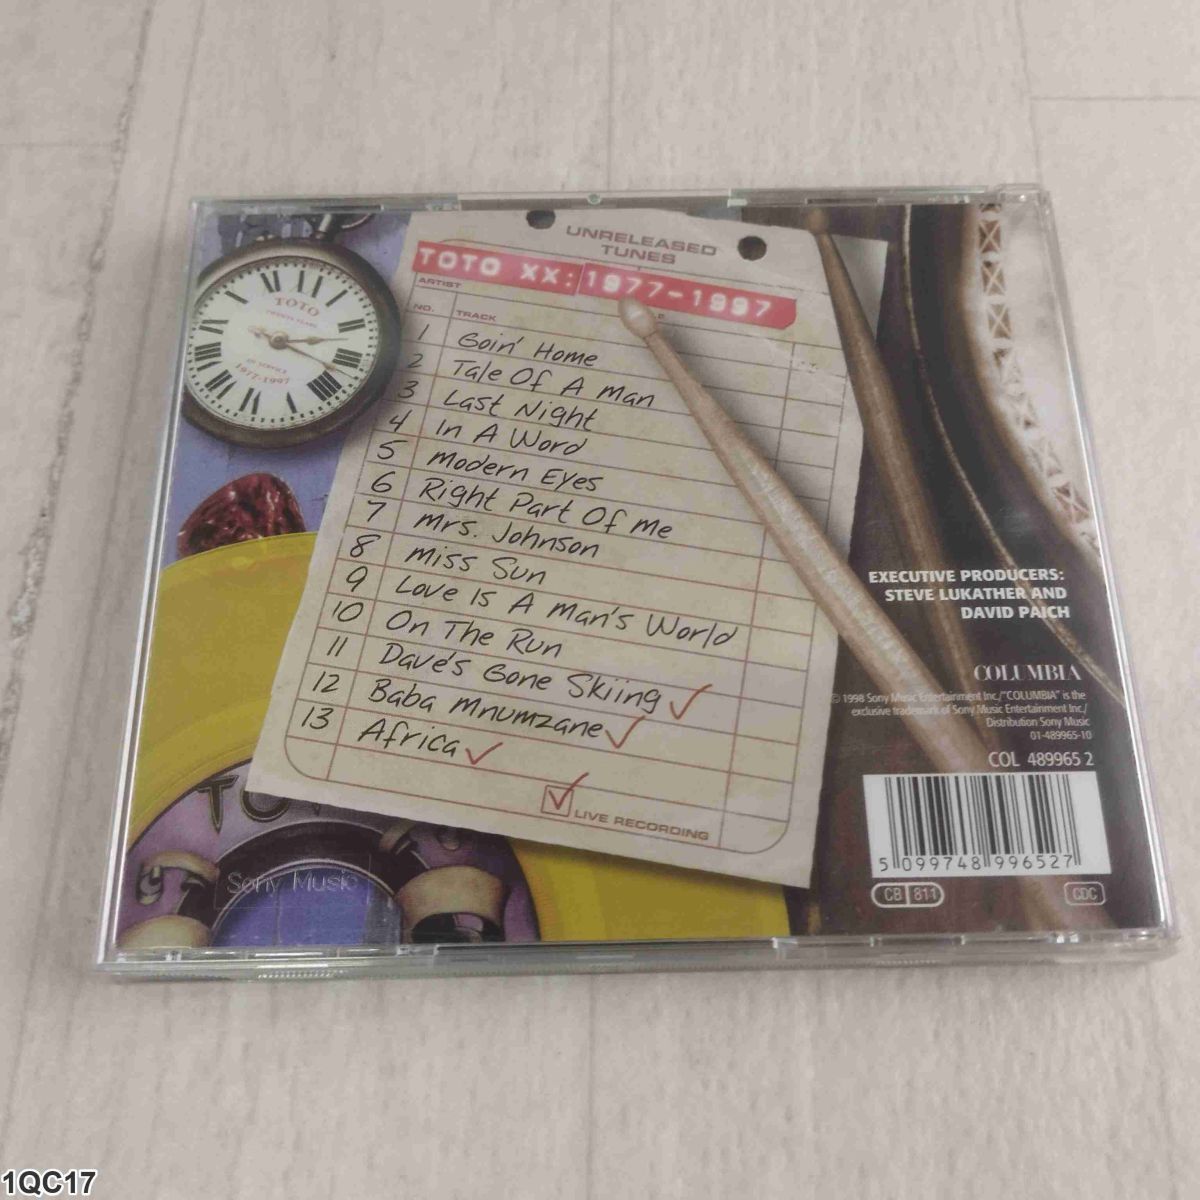 UNRELEASED
TUNES
TOTO XX: 1977-1997
ARTIST
NO. TRACK
1 Goin' Home
2 Tale Of A Man
3 Last Night
4 In A Word
5 Modern Eyes
6 Right Part Of Me
7 Mrs. Johnson
8 Miss Sun
9 Love Is A Man's World
10 On The Run
11 Dave's Gone Skiing
12 Baba Mnumzane
13 Africa
LIVE RECORDING
TOTO
TWENTY YEARS
IN SERVICE
1977-1997
Sony Music
EXECUTIVE PRODUCERS:
STEVE LUKATHER AND
DAVID PAICH
COLUMBIA
© 1998 Sony Music Entertainment Inc./"COLUMBIA" is the
exclusive trademark of Sony Music Entertainment Inc./
Distribution Sony Music
01-489965-10
COL 489965 2
5 099748 996527
CB 811
CDC
1QC17